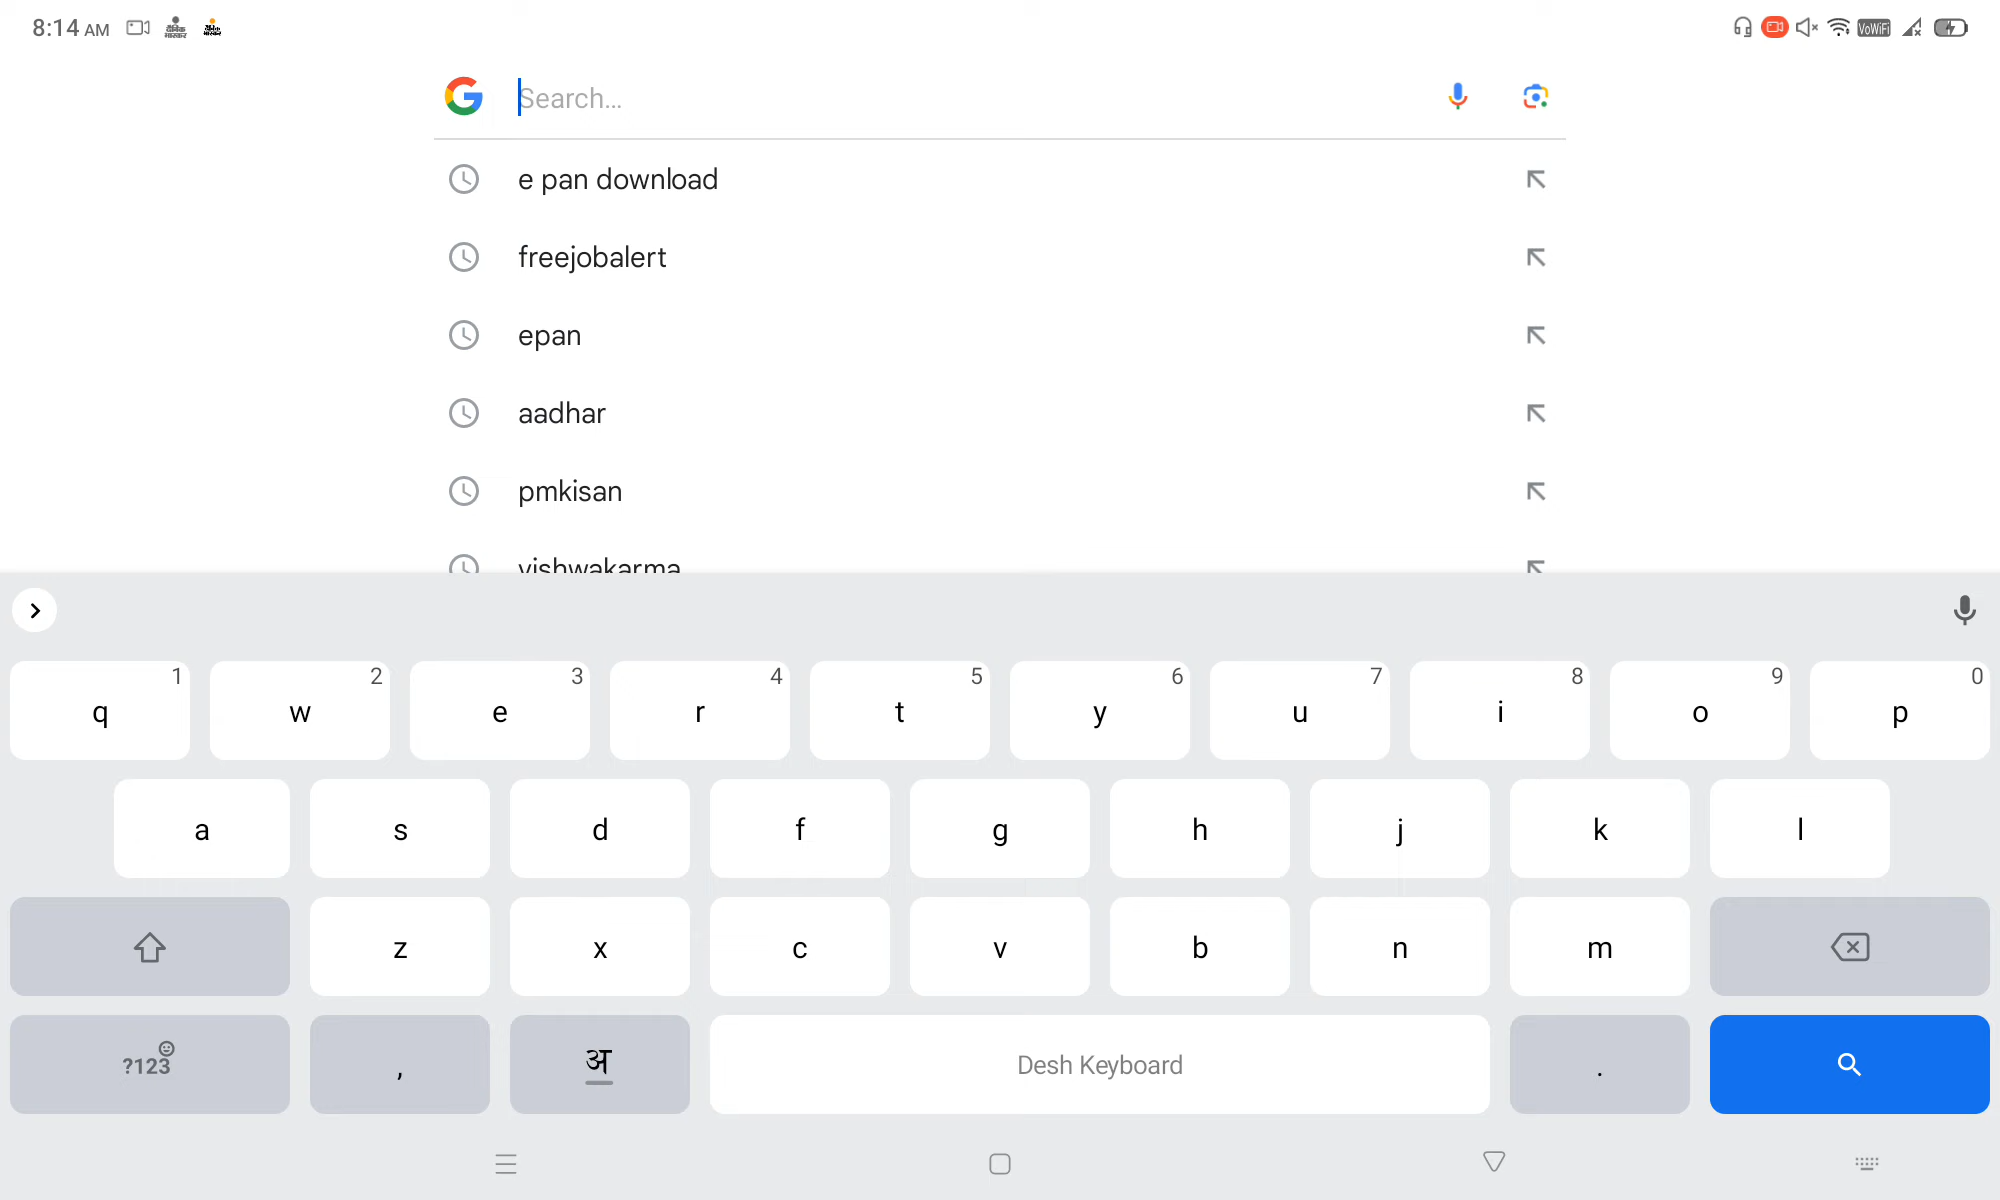 8:14 AM
VoWiFi
Search...
e pan download
freejobalert
epan
aadhar
pmkisan
vishwakarma
1 2 3 4 5 6 7 8 9 0
q w e r t y u i o p
a s d f g h j k l
z x c v b n m
?123 , अ Desh Keyboard .